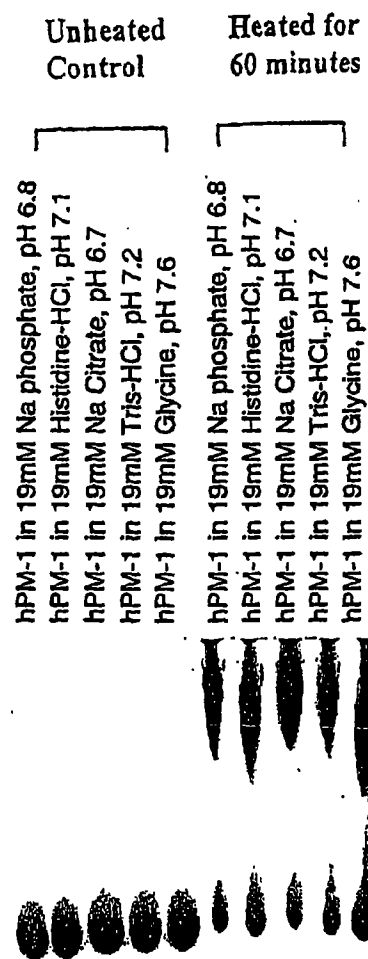 Unheated
Control
Heated for
60 minutes
hPM-1 in 19mM Na phosphate, pH 6.8
hPM-1 in 19mM Histidine-HCl, pH 7.1
hPM-1 in 19mM Na Citrate, pH 6.7
hPM-1 in 19mM Tris-HCl, pH 7.2
hPM-1 in 19mM Glycine, pH 7.6
hPM-1 in 19mM Na phosphate, pH 6.8
hPM-1 in 19mM Histidine-HCl, pH 7.1
hPM-1 in 19mM Na Citrate, pH 6.7
hPM-1 in 19mM Tris-HCl, pH 7.2
hPM-1 in 19mM Glycine, pH 7.6